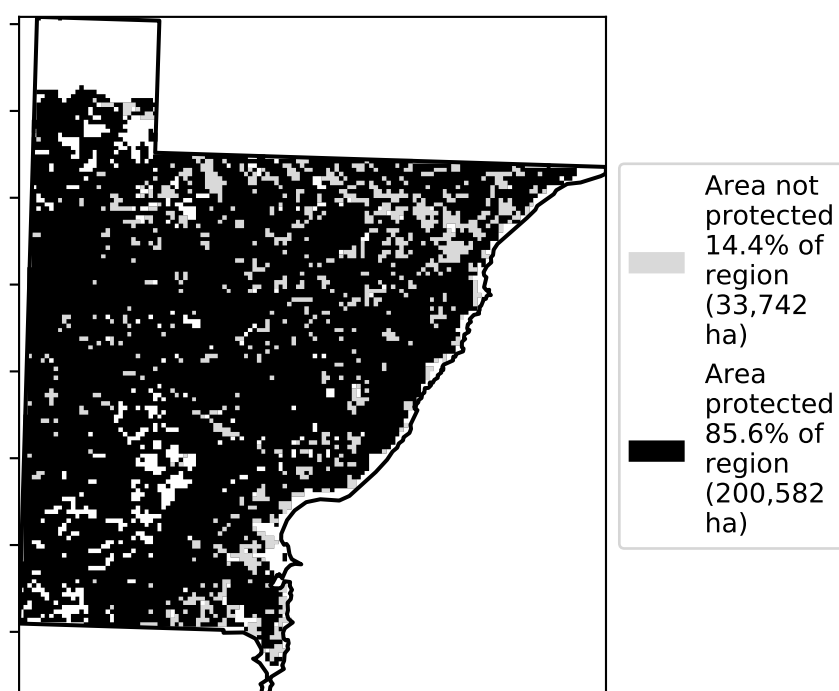 Area not
protected
14.4% of
region
(33,742
ha)
Area
protected
85.6% of
region
(200,582
ha)